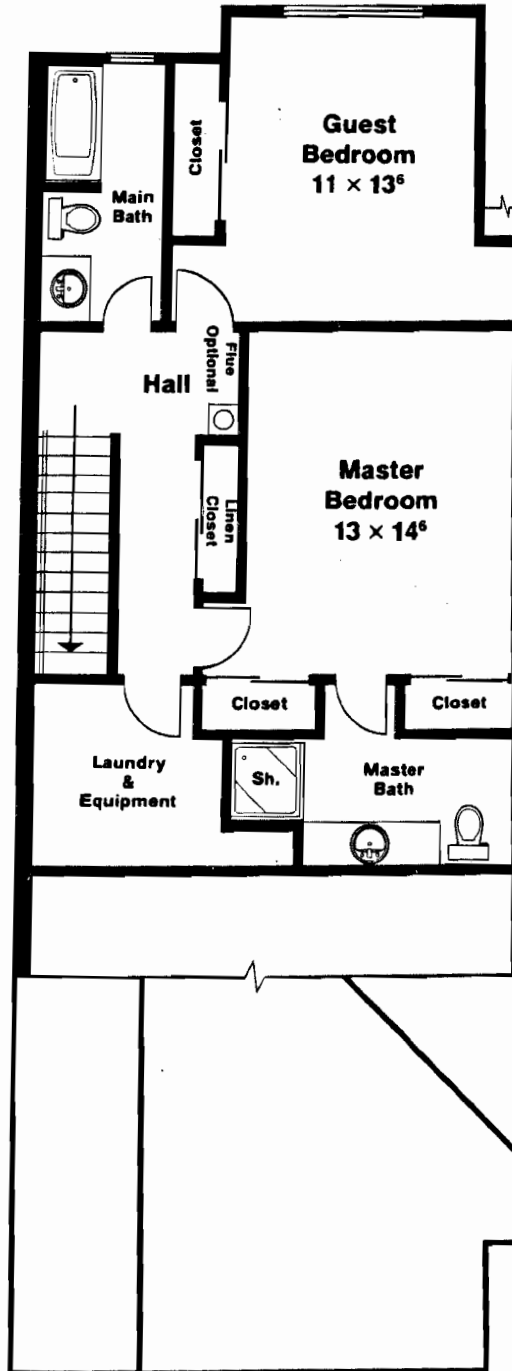 Guest
Bedroom
11 × 13⁶
Closet
Main
Bath
Flue
Optional
Hall
Linen
Closet
Master
Bedroom
13 × 14⁶
Closet
Closet
Laundry
&
Equipment
Sh.
Master
Bath